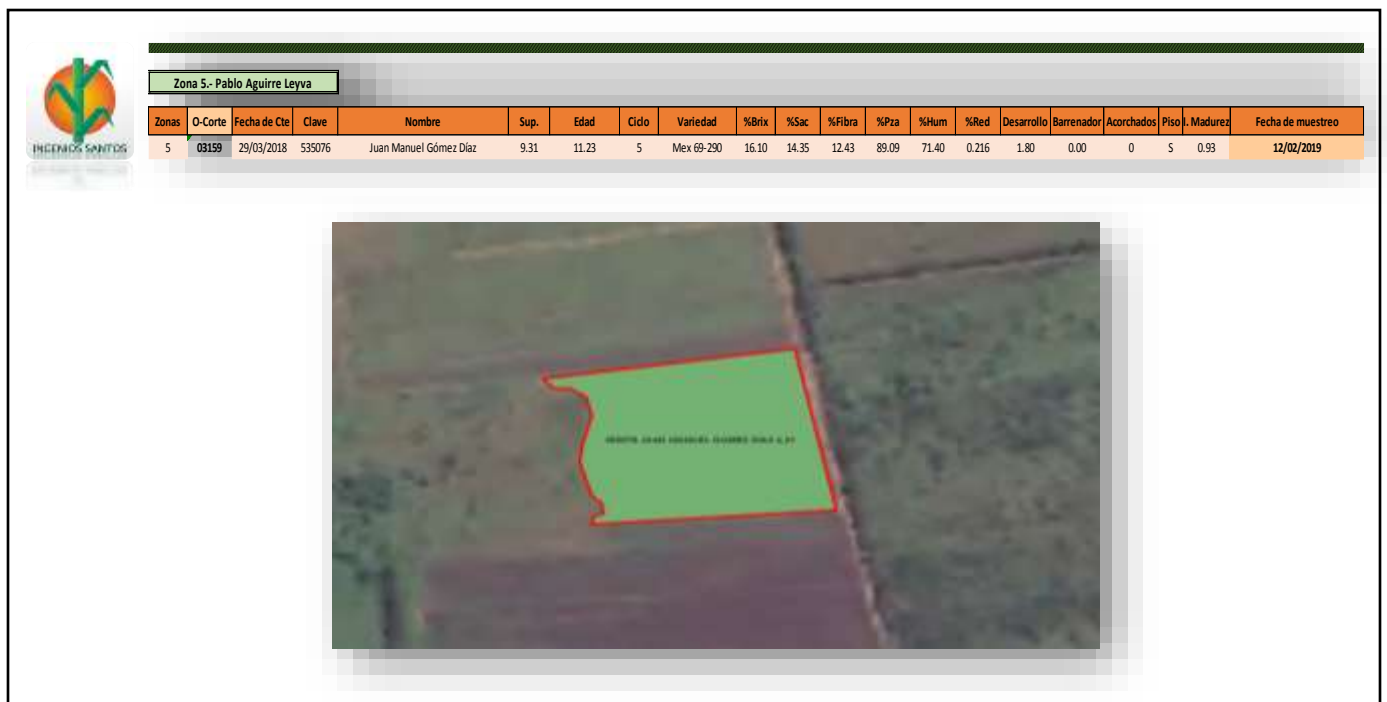 Zona 5.- Pablo Aguirre Leyva
Zonas O-Corte Fecha de Cte Clave Nombre Sup. Edad Ciclo Variedad %Brix %Sac %Fibra %Pza %Hum %Red Desarrollo Barrenador Acorchados Piso I. Madurez Fecha de muestreo
5 03159 29/03/2018 535076 Juan Manuel Gómez Díaz 9.31 11.23 5 Mex 69-290 16.10 14.35 12.43 89.09 71.40 0.216 1.80 0.00 0 S 0.93 12/02/2019
INGENIOS SANTOS